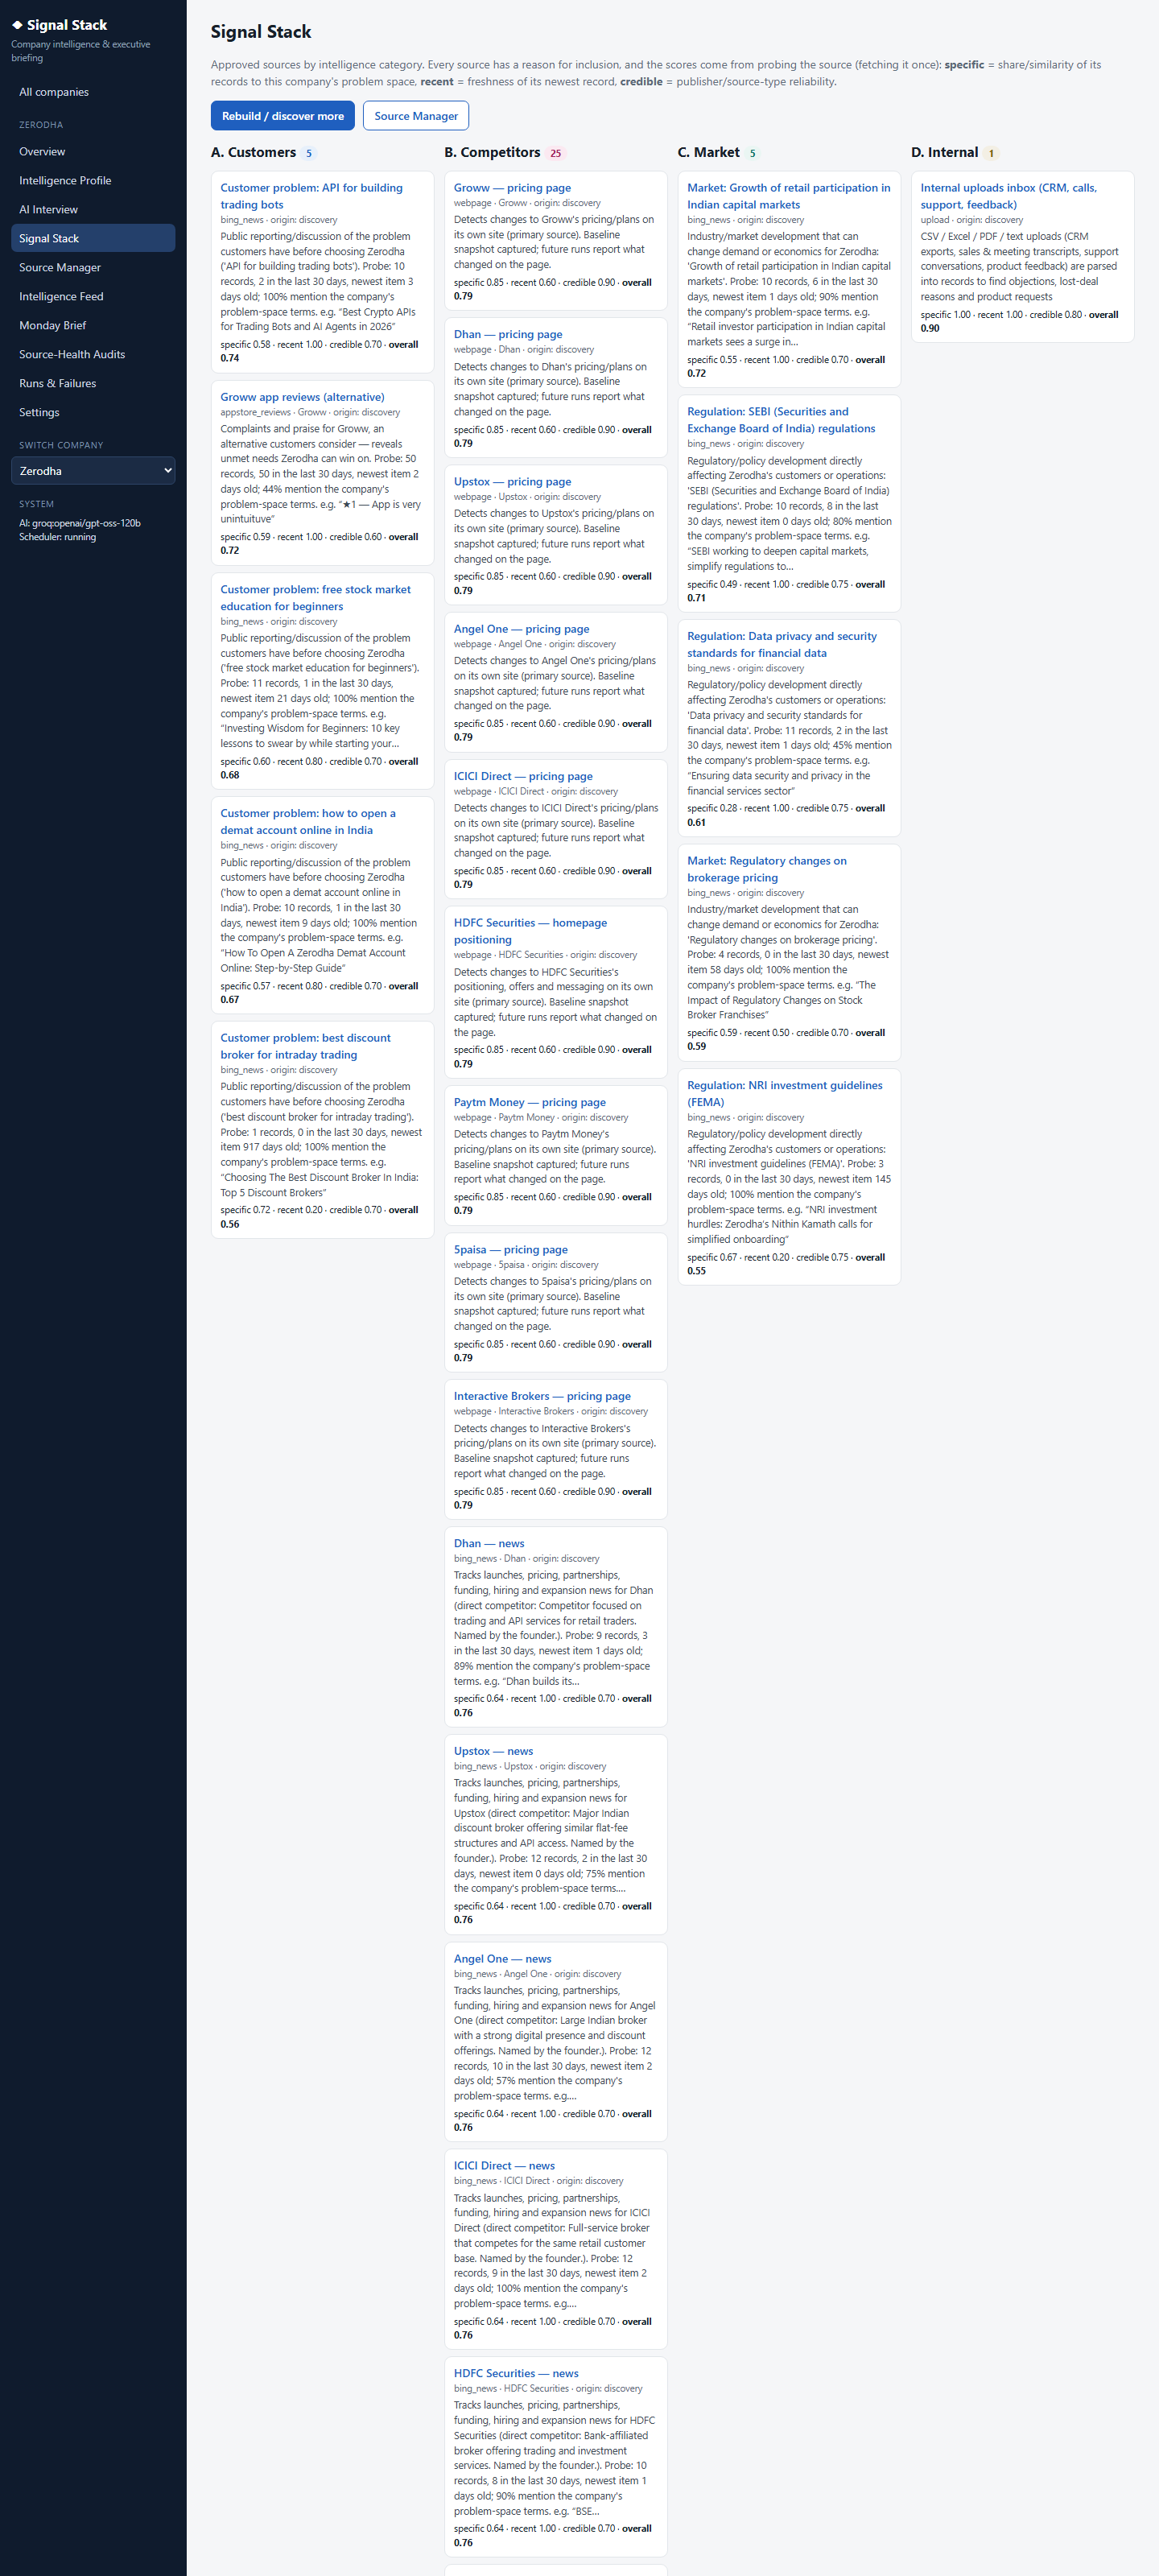 ◆ Signal Stack
Company intelligence & executive
briefing
All companies
ZERODHA
Overview
Intelligence Profile
AI Interview
Signal Stack
Source Manager
Intelligence Feed
Monday Brief
Source-Health Audits
Runs & Failures
Settings
SWITCH COMPANY
Zerodha
SYSTEM
AI: groq:openai/gpt-oss-120b
Scheduler: running
Signal Stack
Approved sources by intelligence category. Every source has a reason for inclusion, and the scores come from probing the source (fetching it once): specific = share/similarity of its
records to this company's problem space, recent = freshness of its newest record, credible = publisher/source-type reliability.
Rebuild / discover more
Source Manager
A. Customers 5
Customer problem: API for building
trading bots
bing_news · origin: discovery
Public reporting/discussion of the problem
customers have before choosing Zerodha
('API for building trading bots'). Probe: 10
records, 2 in the last 30 days, newest item 3
days old; 100% mention the company's
problem-space terms. e.g. "Best Crypto APIs
for Trading Bots and AI Agents in 2026"
specific 0.58 · recent 1.00 · credible 0.70 · overall
0.74
Groww app reviews (alternative)
appstore_reviews · Groww · origin: discovery
Complaints and praise for Groww, an
alternative customers consider — reveals
unmet needs Zerodha can win on. Probe: 50
records, 50 in the last 30 days, newest item 2
days old; 44% mention the company's
problem-space terms. e.g. "★1 — App is very
unintuituve"
specific 0.59 · recent 1.00 · credible 0.60 · overall
0.72
Customer problem: free stock market
education for beginners
bing_news · origin: discovery
Public reporting/discussion of the problem
customers have before choosing Zerodha
('free stock market education for beginners').
Probe: 11 records, 1 in the last 30 days,
newest item 21 days old; 100% mention the
company's problem-space terms. e.g.
"Investing Wisdom for Beginners: 10 key
lessons to swear by while starting your...
specific 0.60 · recent 0.80 · credible 0.70 · overall
0.68
Customer problem: how to open a
demat account online in India
bing_news · origin: discovery
Public reporting/discussion of the problem
customers have before choosing Zerodha
('how to open a demat account online in
India'). Probe: 10 records, 1 in the last 30
days, newest item 9 days old; 100% mention
the company's problem-space terms. e.g.
"How To Open A Zerodha Demat Account
Online: Step-by-Step Guide"
specific 0.57 · recent 0.80 · credible 0.70 · overall
0.67
Customer problem: best discount
broker for intraday trading
bing_news · origin: discovery
Public reporting/discussion of the problem
customers have before choosing Zerodha
('best discount broker for intraday trading').
Probe: 1 records, 0 in the last 30 days, newest
item 917 days old; 100% mention the
company's problem-space terms. e.g.
"Choosing The Best Discount Broker In India:
Top 5 Discount Brokers"
specific 0.72 · recent 0.20 · credible 0.70 · overall
0.56
B. Competitors 25
Groww — pricing page
webpage · Groww · origin: discovery
Detects changes to Groww's pricing/plans on
its own site (primary source). Baseline
snapshot captured; future runs report what
changed on the page.
specific 0.85 · recent 0.60 · credible 0.90 · overall
0.79
Dhan — pricing page
webpage · Dhan · origin: discovery
Detects changes to Dhan's pricing/plans on
its own site (primary source). Baseline
snapshot captured; future runs report what
changed on the page.
specific 0.85 · recent 0.60 · credible 0.90 · overall
0.79
Upstox — pricing page
webpage · Upstox · origin: discovery
Detects changes to Upstox's pricing/plans on
its own site (primary source). Baseline
snapshot captured; future runs report what
changed on the page.
specific 0.85 · recent 0.60 · credible 0.90 · overall
0.79
Angel One — pricing page
webpage · Angel One · origin: discovery
Detects changes to Angel One's pricing/plans
on its own site (primary source). Baseline
snapshot captured; future runs report what
changed on the page.
specific 0.85 · recent 0.60 · credible 0.90 · overall
0.79
ICICI Direct — pricing page
webpage · ICICI Direct · origin: discovery
Detects changes to ICICI Direct's pricing/plans
on its own site (primary source). Baseline
snapshot captured; future runs report what
changed on the page.
specific 0.85 · recent 0.60 · credible 0.90 · overall
0.79
HDFC Securities — homepage
positioning
webpage · HDFC Securities · origin: discovery
Detects changes to HDFC Securities's
positioning, offers and messaging on its own
site (primary source). Baseline snapshot
captured; future runs report what changed on
the page.
specific 0.85 · recent 0.60 · credible 0.90 · overall
0.79
Paytm Money — pricing page
webpage · Paytm Money · origin: discovery
Detects changes to Paytm Money's
pricing/plans on its own site (primary source).
Baseline snapshot captured; future runs
report what changed on the page.
specific 0.85 · recent 0.60 · credible 0.90 · overall
0.79
5paisa — pricing page
webpage · 5paisa · origin: discovery
Detects changes to 5paisa's pricing/plans on
its own site (primary source). Baseline
snapshot captured; future runs report what
changed on the page.
specific 0.85 · recent 0.60 · credible 0.90 · overall
0.79
Interactive Brokers — pricing page
webpage · Interactive Brokers · origin: discovery
Detects changes to Interactive Brokers's
pricing/plans on its own site (primary source).
Baseline snapshot captured; future runs
report what changed on the page.
specific 0.85 · recent 0.60 · credible 0.90 · overall
0.79
Dhan — news
bing_news · Dhan · origin: discovery
Tracks launches, pricing, partnerships,
funding, hiring and expansion news for Dhan
(direct competitor: Competitor focused on
trading and API services for retail traders.
Named by the founder.). Probe: 9 records, 3
in the last 30 days, newest item 1 days old;
89% mention the company's problem-space
terms. e.g. "Dhan builds its...
specific 0.64 · recent 1.00 · credible 0.70 · overall
0.76
Upstox — news
bing_news · Upstox · origin: discovery
Tracks launches, pricing, partnerships,
funding, hiring and expansion news for
Upstox (direct competitor: Major Indian
discount broker offering similar flat-fee
structures and API access. Named by the
founder.). Probe: 12 records, 2 in the last 30
days, newest item 0 days old; 75% mention
the company's problem-space terms....
specific 0.64 · recent 1.00 · credible 0.70 · overall
0.76
Angel One — news
bing_news · Angel One · origin: discovery
Tracks launches, pricing, partnerships,
funding, hiring and expansion news for Angel
One (direct competitor: Large Indian broker
with a strong digital presence and discount
offerings. Named by the founder.). Probe: 12
records, 10 in the last 30 days, newest item 2
days old; 57% mention the company's
problem-space terms. e.g....
specific 0.64 · recent 1.00 · credible 0.70 · overall
0.76
ICICI Direct — news
bing_news · ICICI Direct · origin: discovery
Tracks launches, pricing, partnerships,
funding, hiring and expansion news for ICICI
Direct (direct competitor: Full-service broker
that competes for the same retail customer
base. Named by the founder.). Probe: 12
records, 9 in the last 30 days, newest item 2
days old; 100% mention the company's
problem-space terms. e.g....
specific 0.64 · recent 1.00 · credible 0.70 · overall
0.76
HDFC Securities — news
bing_news · HDFC Securities · origin: discovery
Tracks launches, pricing, partnerships,
funding, hiring and expansion news for HDFC
Securities (direct competitor: Bank-affiliated
broker offering trading and investment
services. Named by the founder.). Probe: 10
records, 8 in the last 30 days, newest item 1
days old; 90% mention the company's
problem-space terms. e.g. "BSE...
specific 0.64 · recent 1.00 · credible 0.70 · overall
0.76
C. Market 5
Market: Growth of retail participation in
Indian capital markets
bing_news · origin: discovery
Industry/market development that can
change demand or economics for Zerodha:
'Growth of retail participation in Indian capital
markets'. Probe: 10 records, 6 in the last 30
days, newest item 1 days old; 90% mention
the company's problem-space terms. e.g.
"Retail investor participation in Indian capital
markets sees a surge in...
specific 0.55 · recent 1.00 · credible 0.70 · overall
0.72
Regulation: SEBI (Securities and
Exchange Board of India) regulations
bing_news · origin: discovery
Regulatory/policy development directly
affecting Zerodha's customers or operations:
'SEBI (Securities and Exchange Board of India)
regulations'. Probe: 10 records, 8 in the last
30 days, newest item 0 days old; 80% mention
the company's problem-space terms. e.g.
"SEBI working to deepen capital markets,
simplify regulations to...
specific 0.49 · recent 1.00 · credible 0.75 · overall
0.71
Regulation: Data privacy and security
standards for financial data
bing_news · origin: discovery
Regulatory/policy development directly
affecting Zerodha's customers or operations:
'Data privacy and security standards for
financial data'. Probe: 11 records, 2 in the last
30 days, newest item 1 days old; 45% mention
the company's problem-space terms. e.g.
"Ensuring data security and privacy in the
financial services sector"
specific 0.28 · recent 1.00 · credible 0.75 · overall
0.61
Market: Regulatory changes on
brokerage pricing
bing_news · origin: discovery
Industry/market development that can
change demand or economics for Zerodha:
'Regulatory changes on brokerage pricing'.
Probe: 4 records, 0 in the last 30 days, newest
item 58 days old; 100% mention the
company's problem-space terms. e.g. "The
Impact of Regulatory Changes on Stock
Broker Franchises"
specific 0.59 · recent 0.50 · credible 0.70 · overall
0.59
Regulation: NRI investment guidelines
(FEMA)
bing_news · origin: discovery
Regulatory/policy development directly
affecting Zerodha's customers or operations:
'NRI investment guidelines (FEMA)'. Probe: 3
records, 0 in the last 30 days, newest item 145
days old; 100% mention the company's
problem-space terms. e.g. "NRI investment
hurdles: Zerodha's Nithin Kamath calls for
simplified onboarding"
specific 0.67 · recent 0.20 · credible 0.75 · overall
0.55
D. Internal 1
Internal uploads inbox (CRM, calls,
support, feedback)
upload · origin: discovery
CSV / Excel / PDF / text uploads (CRM
exports, sales & meeting transcripts, support
conversations, product feedback) are parsed
into records to find objections, lost-deal
reasons and product requests
specific 1.00 · recent 1.00 · credible 0.80 · overall
0.90